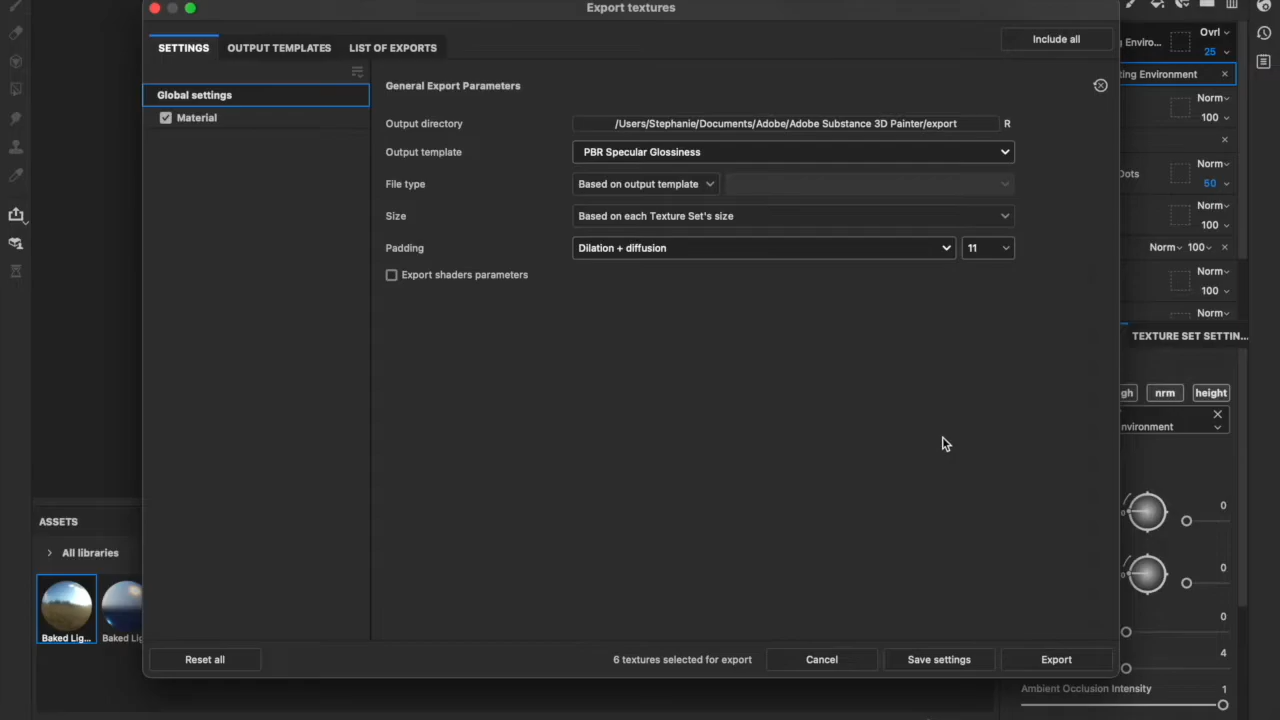 Export textures
SETTINGS OUTPUT TEMPLATES LIST OF EXPORTS Include all
Global settings
Material
General Export Parameters
Output directory /Users/Stephanie/Documents/Adobe/Adobe Substance 3D Painter/export R
Output template PBR Specular Glossiness
File type Based on output template
Size Based on each Texture Set's size
Padding Dilation + diffusion 11
Export shaders parameters
Reset all 6 textures selected for export Cancel Save settings Export
ASSETS
All libraries
Baked Lig... Baked Lig
g Enviro... Ovrl
25
ting Environment
Norm
100
Norm
Dots 50
Norm
100
Norm 100
Norm
100
Norm
TEXTURE SET SETTIN...
gh nrm height
nvironment
0
0
0
4
Ambient Occlusion Intensity 1